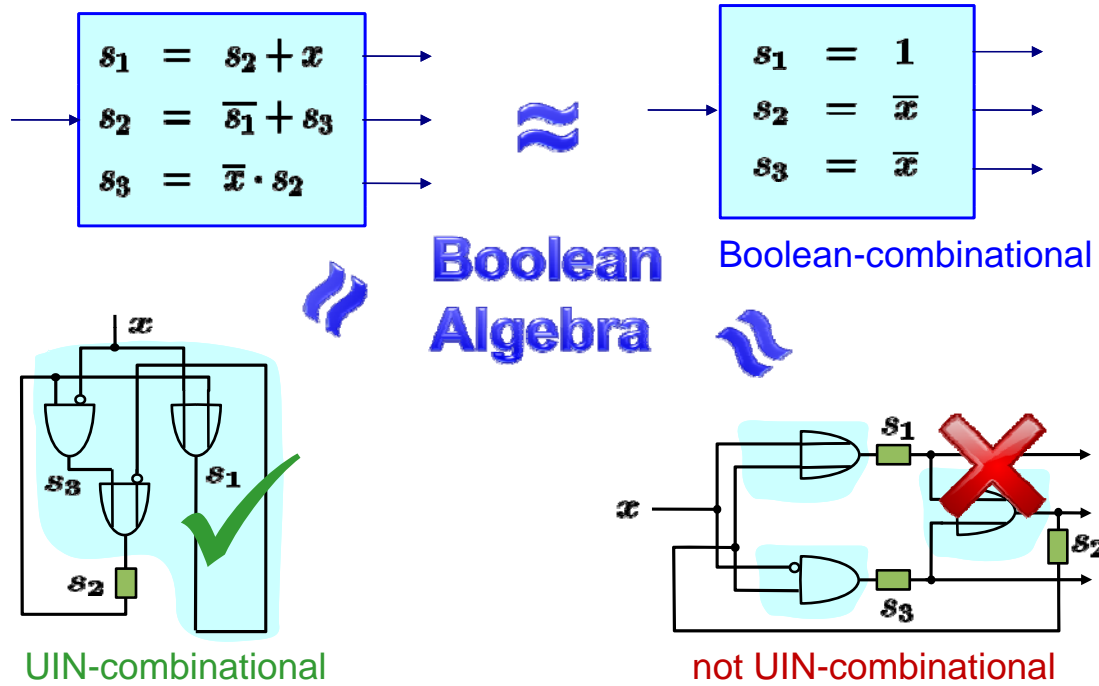 s₁ = s₂ + x
s₂ = s̅₁̅ + s₃
s₃ = x̅ · s₂
≈
s₁ = 1
s₂ = x̅
s₃ = x̅
Boolean-combinational
≈
Boolean
Algebra
≈
x
s₃
s₁
s₂
UIN-combinational
x
s₁
s₂
s₃
not UIN-combinational